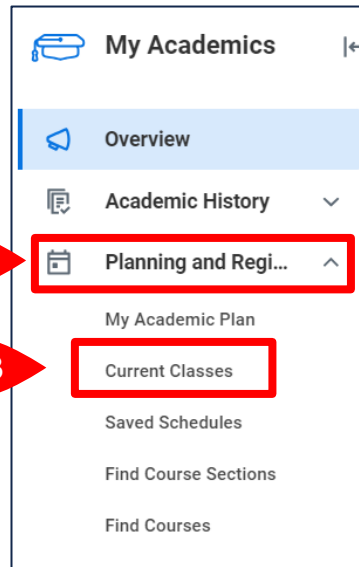 My Academics
Overview
Academic History
Planning and Regi...
My Academic Plan
Current Classes
Saved Schedules
Find Course Sections
Find Courses